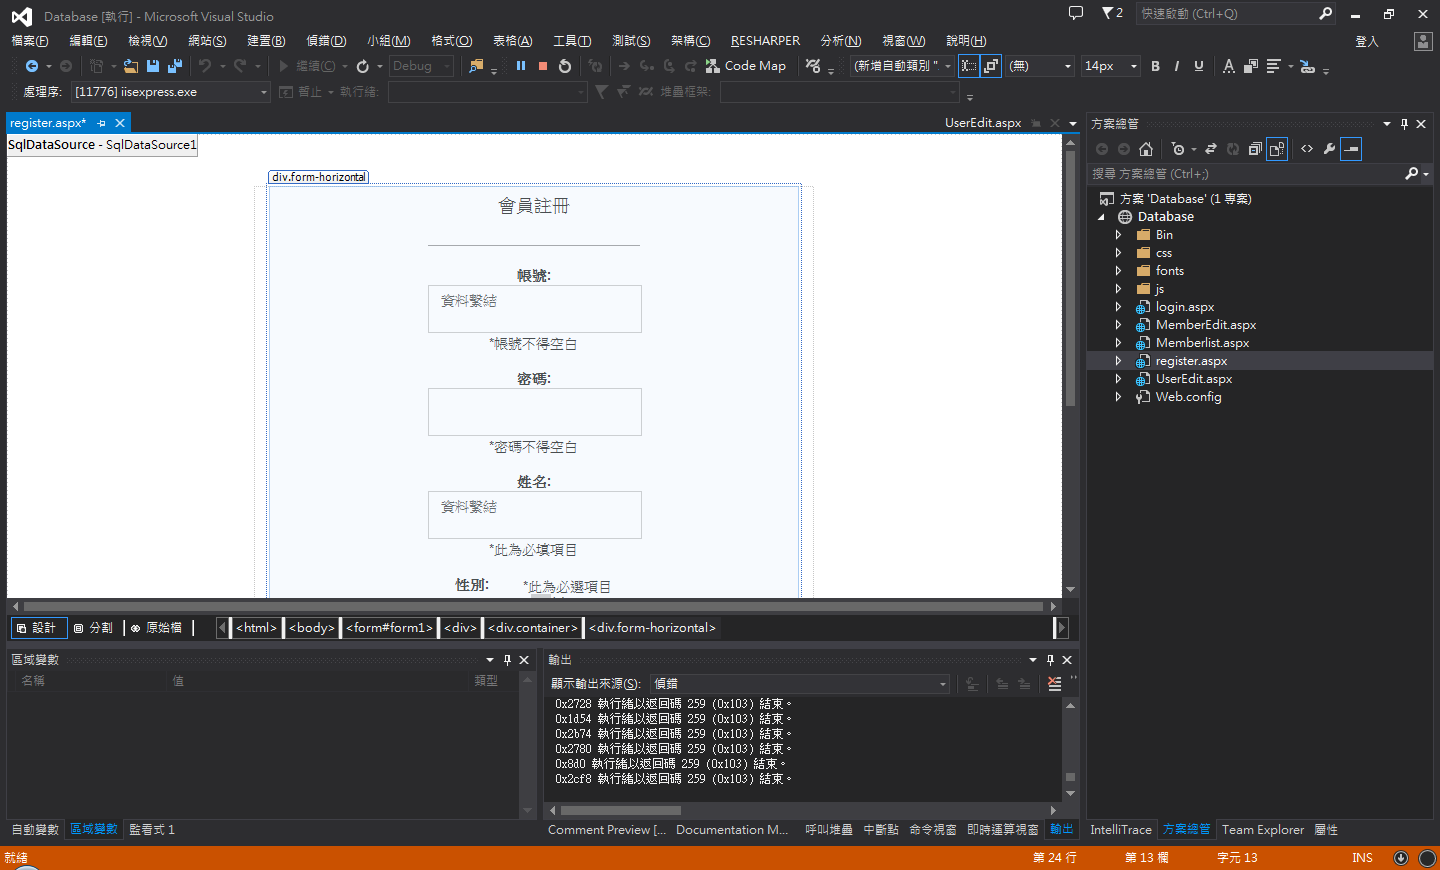 Database [執行] - Microsoft Visual Studio
2
快速啟動 (Ctrl+Q)
檔案(F) 編輯(E) 檢視(V) 網站(S) 建置(B) 偵錯(D) 小組(M) 格式(O) 表格(A) 工具(T) 測試(S) 架構(C) RESHARPER 分析(N) 視窗(W) 說明(H) 登入
繼續(C) Debug Code Map (新增自動類別 ". (無) 14px B I U A
處理序: [11776] iisexpress.exe 暫止 執行緒: 堆疊框架:
register.aspx* UserEdit.aspx
SqlDataSource - SqlDataSource1
div.form-horizontal
會員註冊
帳號:
資料繫結
*帳號不得空白
密碼:
*密碼不得空白
姓名:
資料繫結
*此為必填項目
性別: *此為必選項目
設計 分割 原始檔 <html> <body> <form#form1> <div> <div.container> <div.form-horizontal>
區域變數
名稱 值 類型
自動變數 區域變數 監看式 1
輸出
顯示輸出來源(S): 偵錯
0x2728 執行緒以返回碼 259 (0x103) 結束。
0x1d54 執行緒以返回碼 259 (0x103) 結束。
0x2b74 執行緒以返回碼 259 (0x103) 結束。
0x2780 執行緒以返回碼 259 (0x103) 結束。
0x8d0 執行緒以返回碼 259 (0x103) 結束。
0x2cf8 執行緒以返回碼 259 (0x103) 結束。
Comment Preview [... Documentation M... 呼叫堆疊 中斷點 命令視窗 即時運算視窗 輸出
方案總管
搜尋 方案總管 (Ctrl+;)
方案 'Database' (1 專案)
Database
Bin
css
fonts
js
login.aspx
MemberEdit.aspx
Memberlist.aspx
register.aspx
UserEdit.aspx
Web.config
IntelliTrace 方案總管 Team Explorer 屬性
就緒 第 24 行 第 13 欄 字元 13 INS